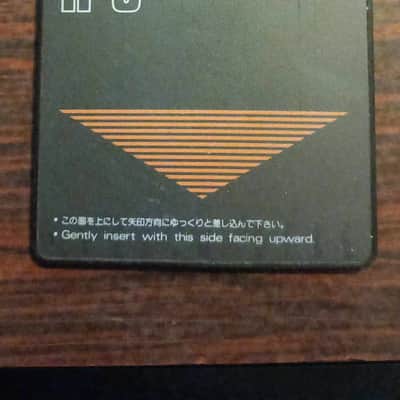 ・この面を上にして矢印方向にゆっくりと差し込んで下さい。
・Gently insert with this side facing upward.